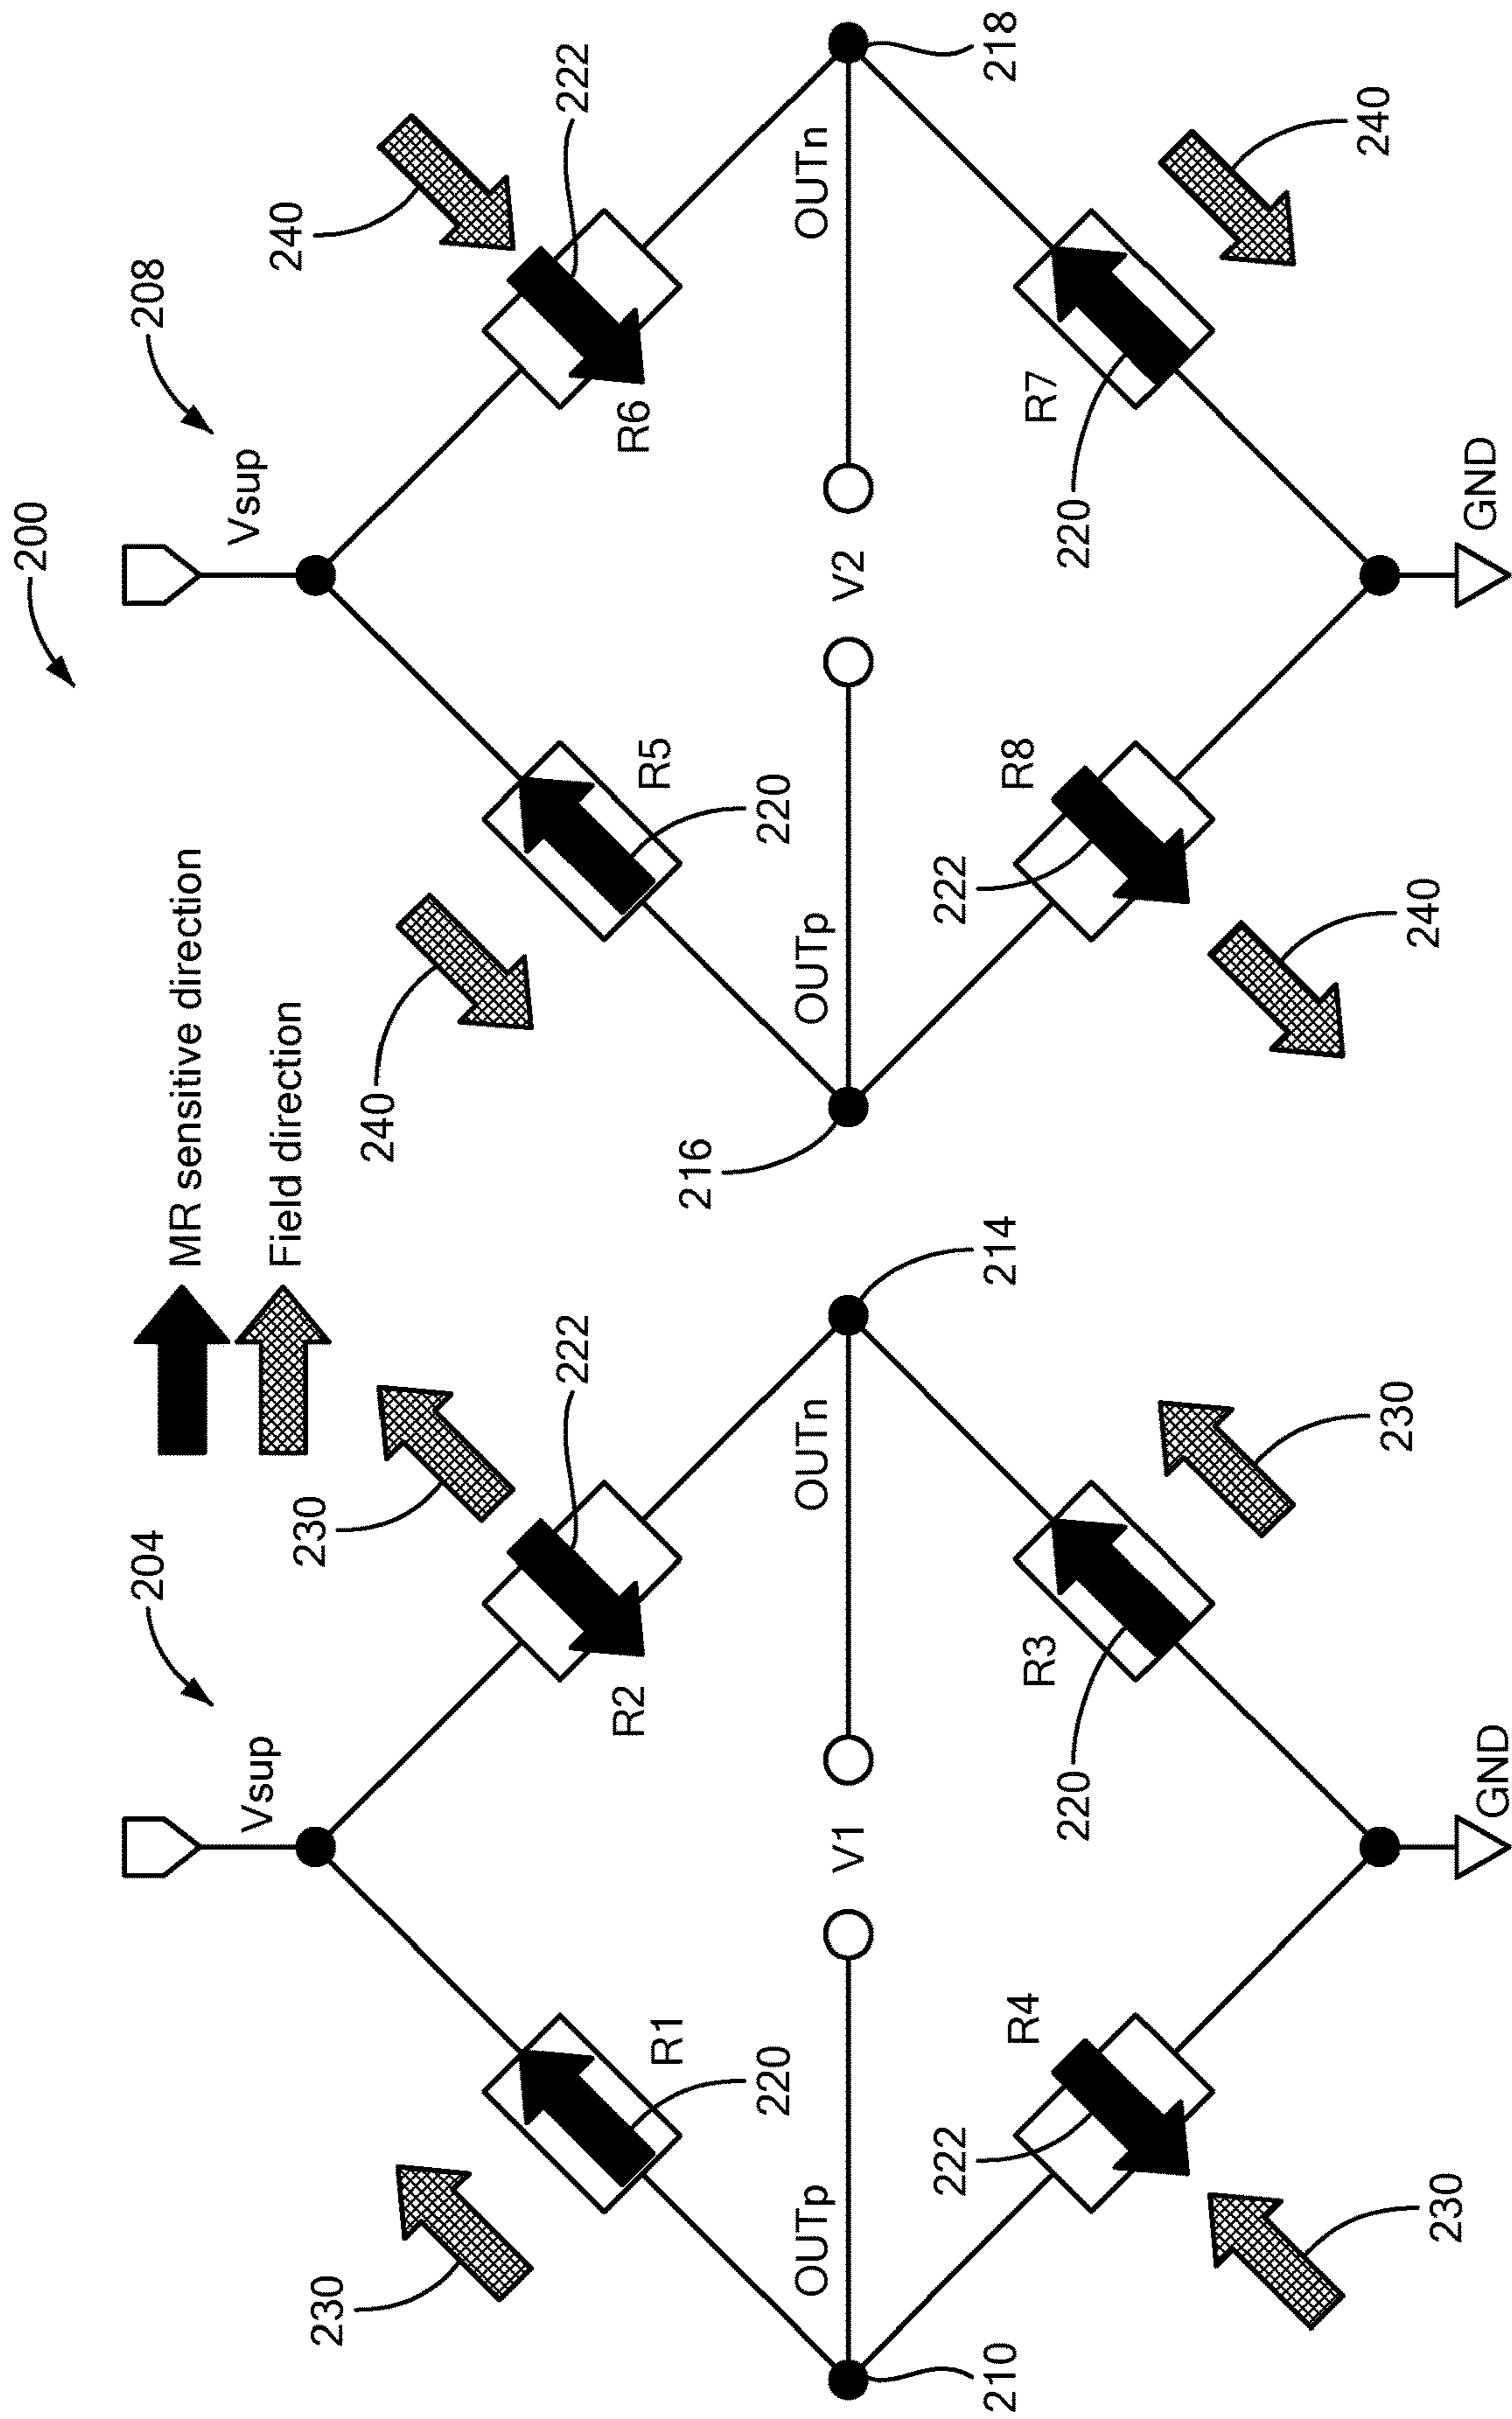 200
204
208
MR sensitive direction
Field direction
Vsup
Vsup
230
230
240
240
222
222
R1
R2
R5
R6
220
220
OUTp
V1
OUTn
OUTp
V2
OUTn
210
214
216
218
222
R4
R3
220
222
R8
R7
220
230
230
240
240
GND
GND